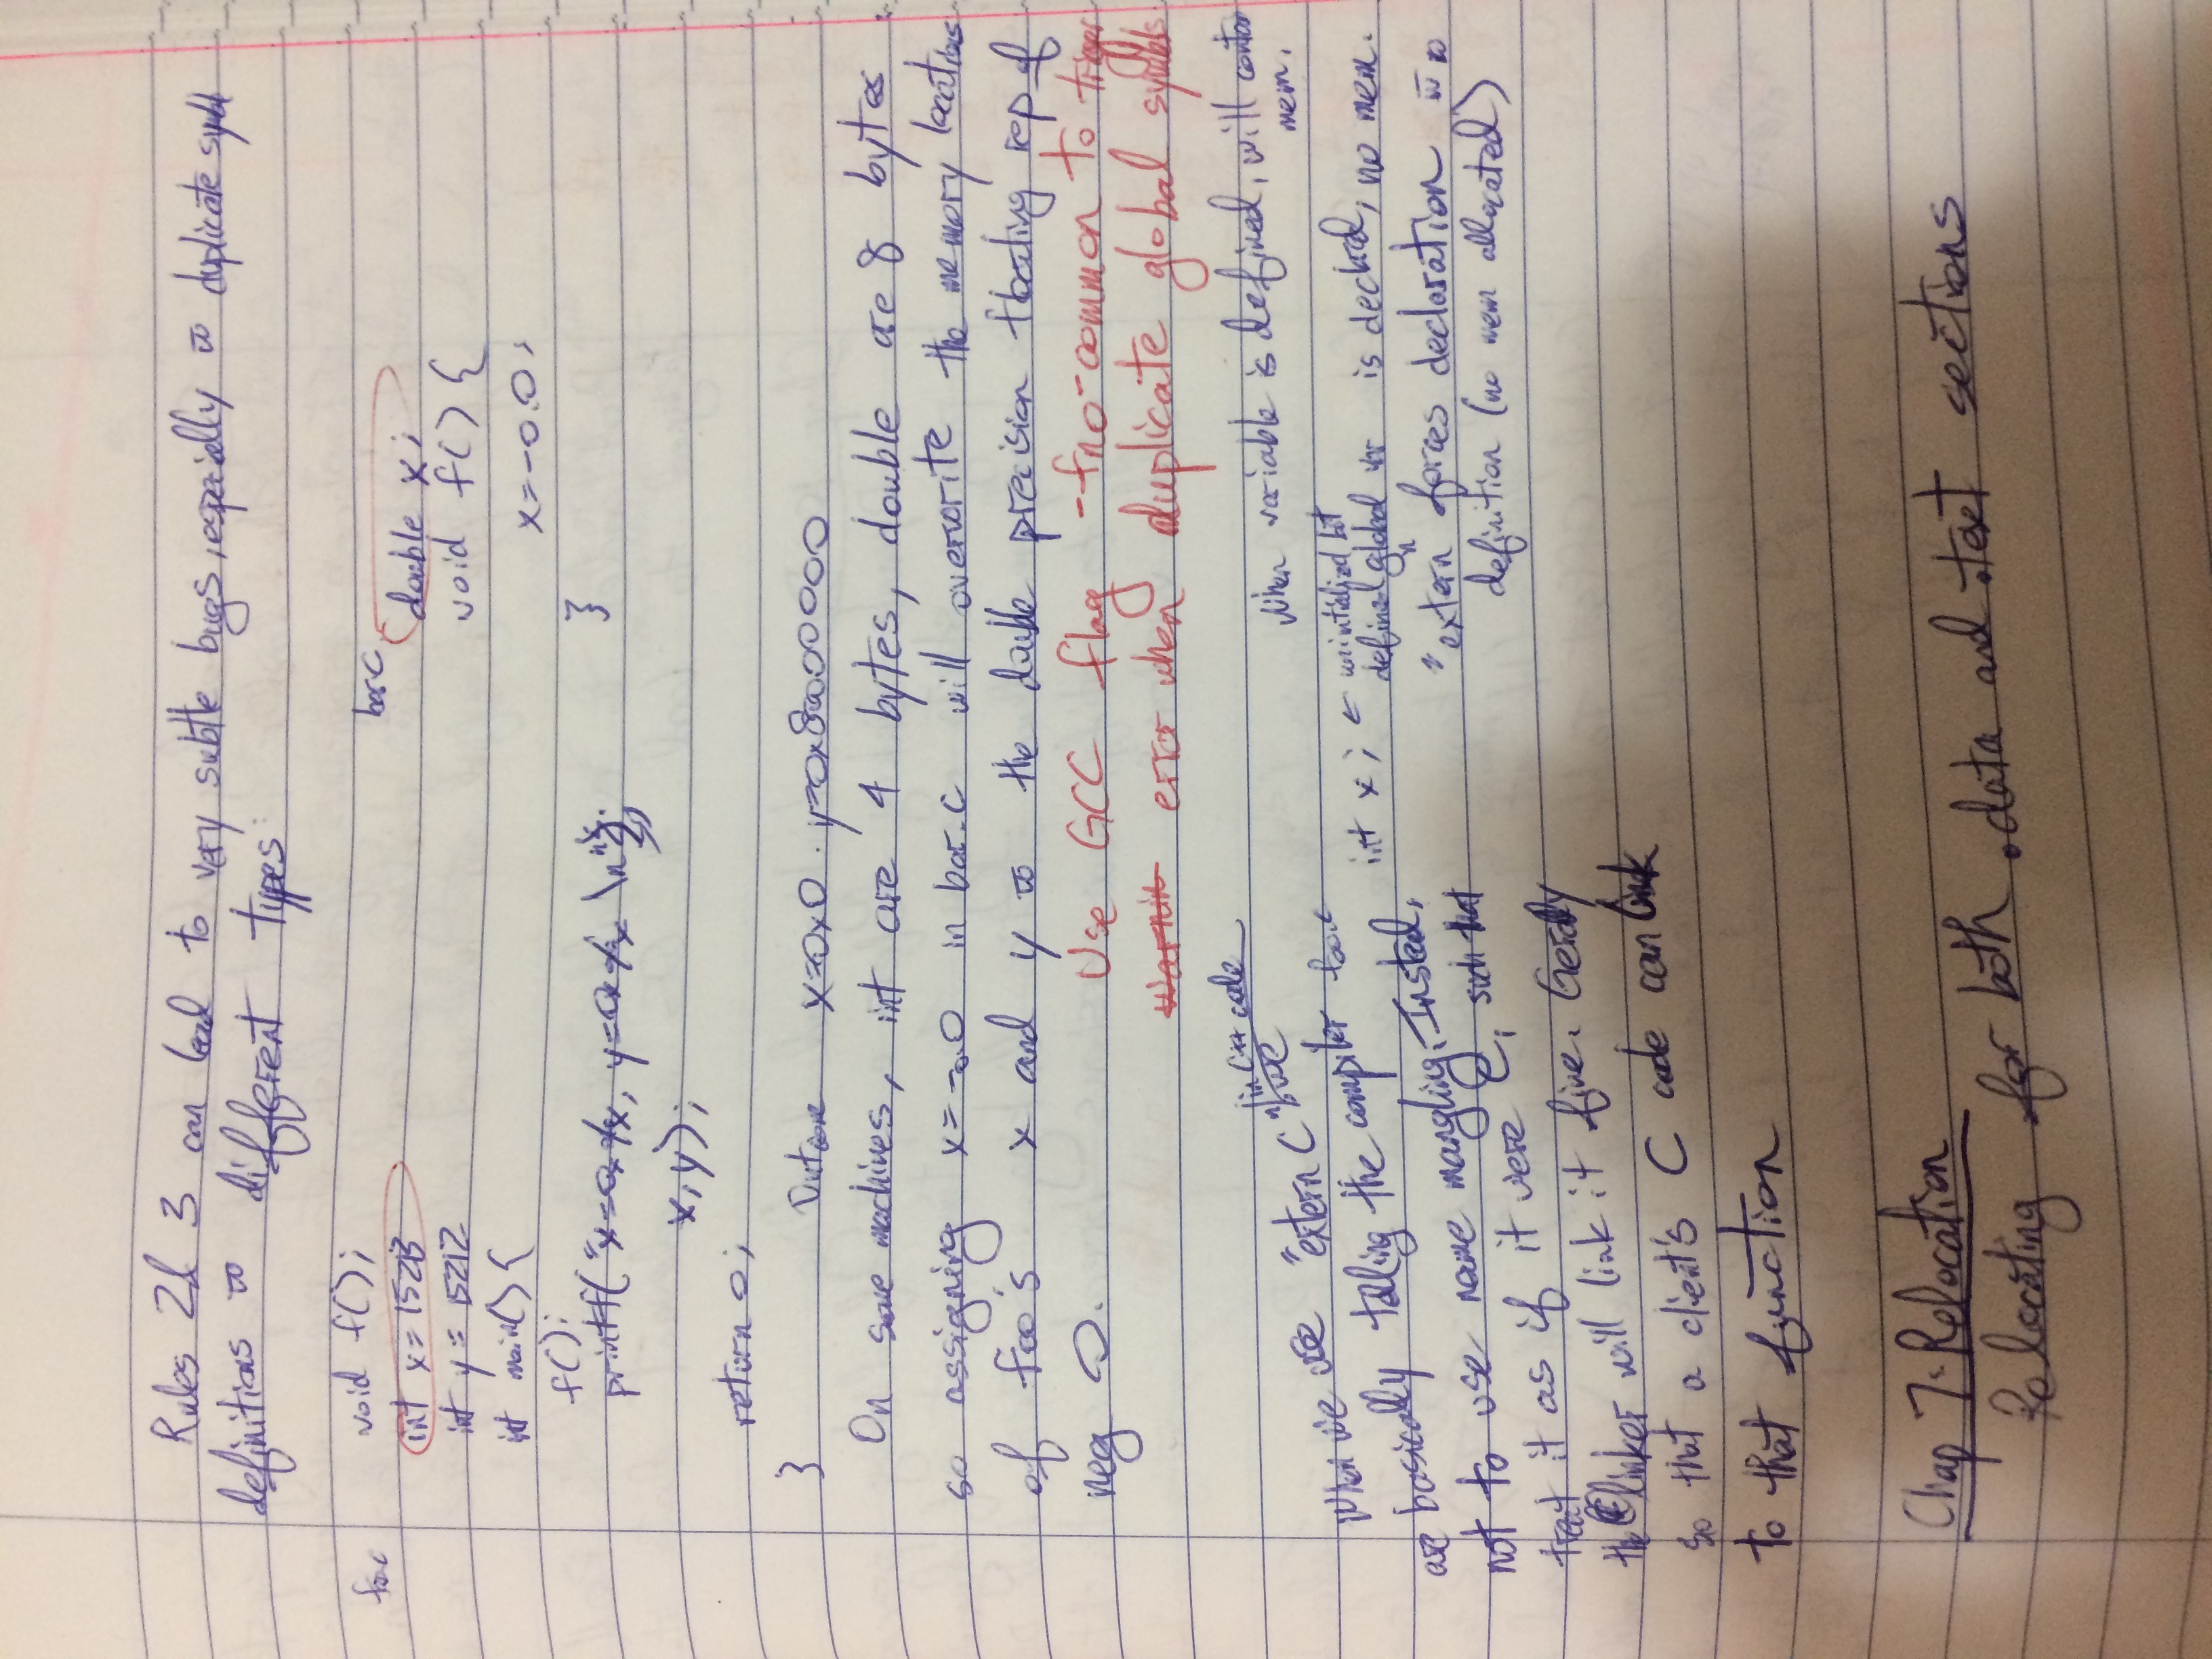 Rules 2 & 3 can lead to very subtle bugs, especially w duplicate symbl
definitions w different types
foo.c
void f();
int x = 15213
int y = 15212
int main() {
f();
printf("x=0x%x, y=0x%x \n",
x, y);
return 0;
}
bar.c
double x;
void f() {
x = -0.0;
}
Outcome x=0x0 . y=0x80000000
On some machines, int are 4 bytes, double are 8 bytes
so assigning x=-0.0 in bar.c will overwrite the memory locations
of foo's x and y w the double precision floating rep of
neg 0.
Use GCC flag -fno-common to trigger
warnin error when duplicate global symbols
When we use "extern C" in C++ code we
are basically telling the compiler
not to use name mangling. Instead,
treat it as if it were C, such that
the C linker will link it fine.
so that a client's C code can link
to that function
When variable is defined, will contain
mem.
foo.c
int x; ← uninitialized but
defined global var
is declared, no mem.
"extern" forces declaration w no
definition (no mem allocated)
Chap 7: Relocation
Relocating for both .data and .text sections